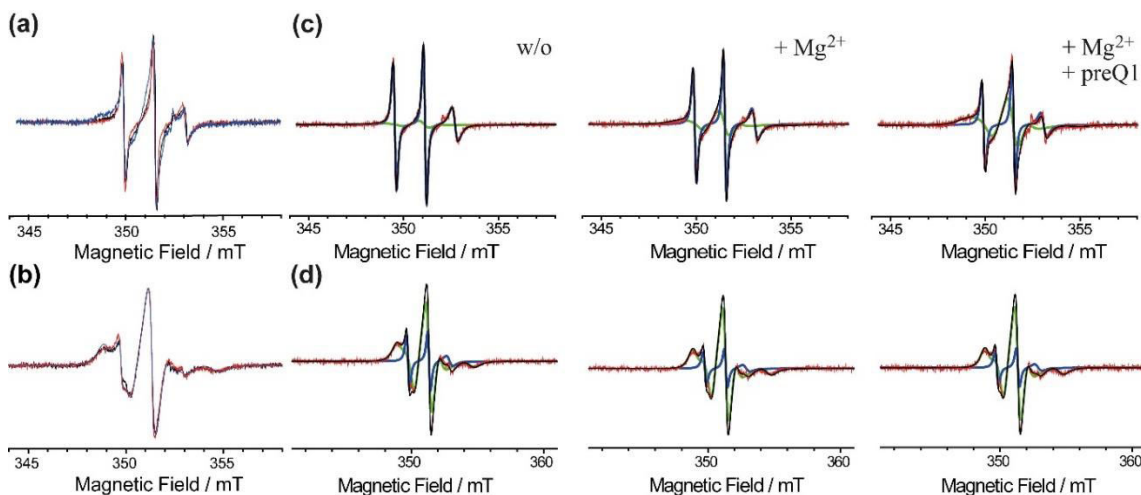 (a)
(c)
w/o
+ Mg²⁺
+ Mg²⁺
+ preQ1
345 350 355
Magnetic Field / mT
345 350 355
Magnetic Field / mT
345 350 355
Magnetic Field / mT
345 350 355
Magnetic Field / mT
(b)
(d)
345 350 355
Magnetic Field / mT
350 360
Magnetic Field / mT
350 360
Magnetic Field / mT
350 360
Magnetic Field / mT